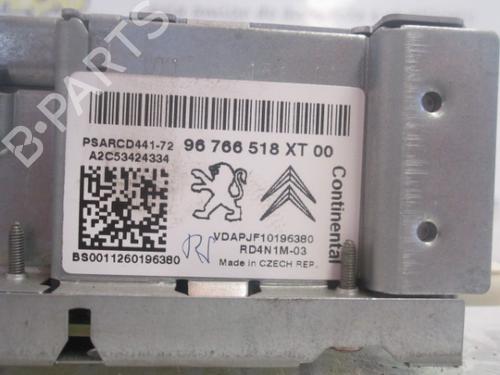 B-PARTS
PSARCD441-72
A2C53424334
96 766 518 XT 00
Continental
VDAPJF10196380
RD4N1M-03
Made in CZECH REP.
BS0011260196380